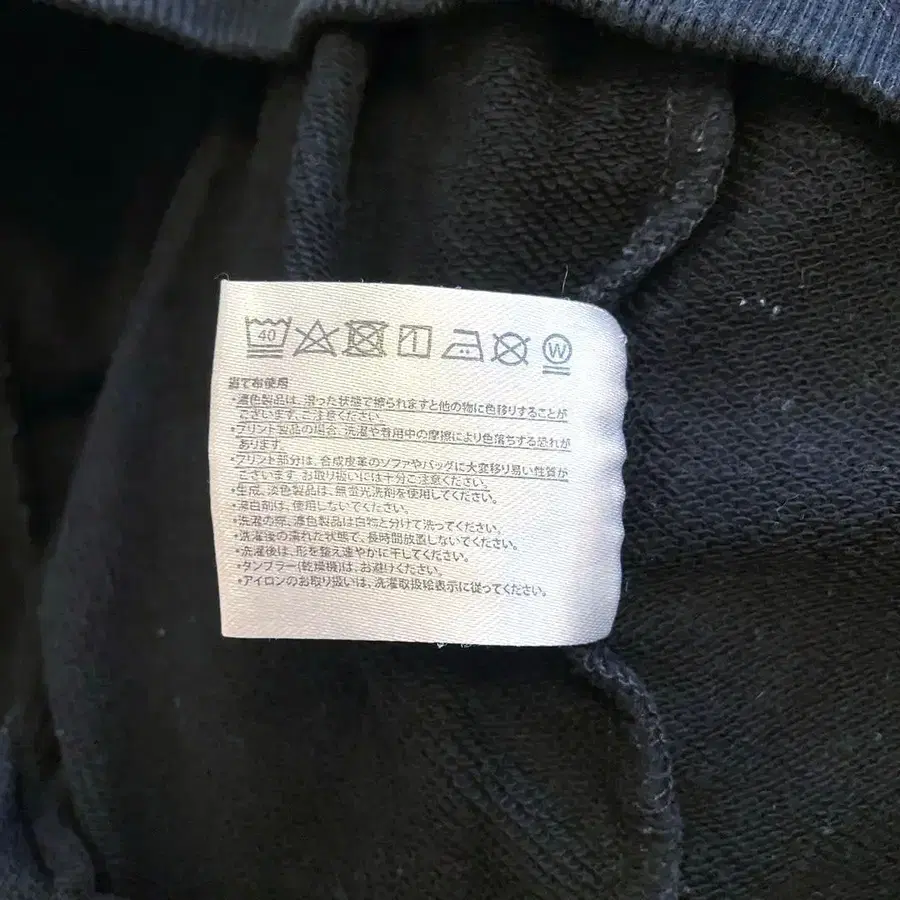 40 W
当て布使用
•濃色製品は、湿った状態で擦られますと他の物に色移りすることが
ございます。ご注意ください。
•プリント製品の場合、洗濯や着用中の摩擦により色落ちする恐れが
あります。
•プリント部分は、合成皮革のソファやバッグに大変移り易い性質が
ございます。お取り扱いには十分ご注意ください。
•生成、淡色製品は、無蛍光洗剤を使用してください。
•漂白剤は、使用しないでください。
•洗濯の際、濃色製品は白物と分けて洗ってください。
•洗濯後の濡れた状態で、長時間放置しないでください。
•洗濯後は、形を整え速やかに干してください。
•タンブラー(乾燥機)は、お避けください。
•アイロンのお取り扱いは、洗濯取扱絵表示に従ってください。